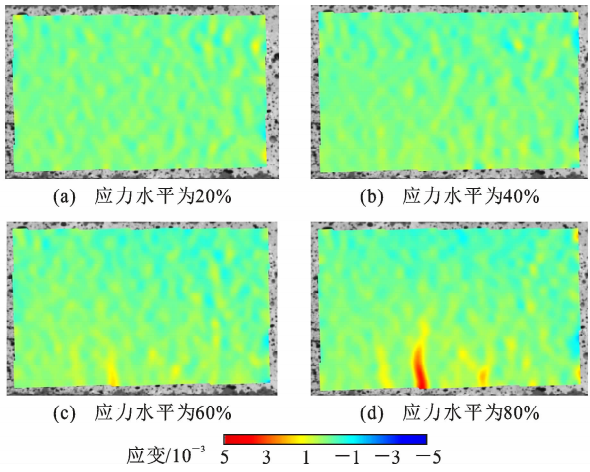 (a) 应力水平为20%
(b) 应力水平为40%
(c) 应力水平为60%
(d) 应力水平为80%
应变/10⁻³ 5 3 1 −1 −3 −5